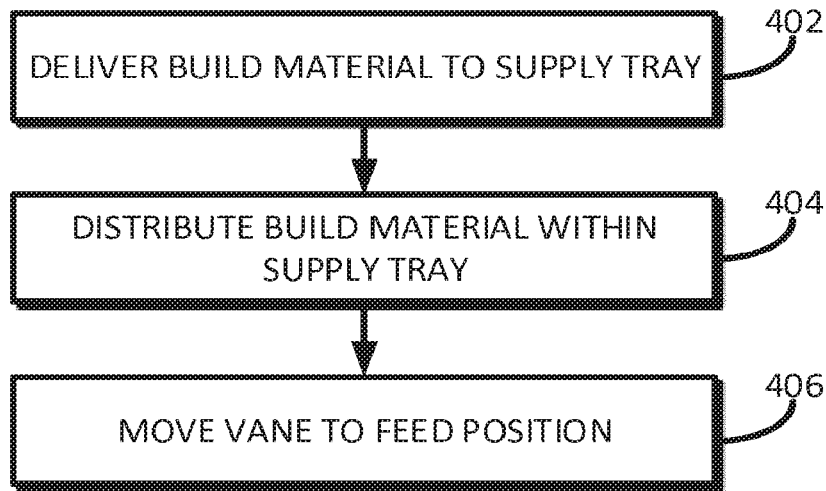 402
DELIVER BUILD MATERIAL TO SUPPLY TRAY
404
DISTRIBUTE BUILD MATERIAL WITHIN
SUPPLY TRAY
406
MOVE VANE TO FEED POSITION